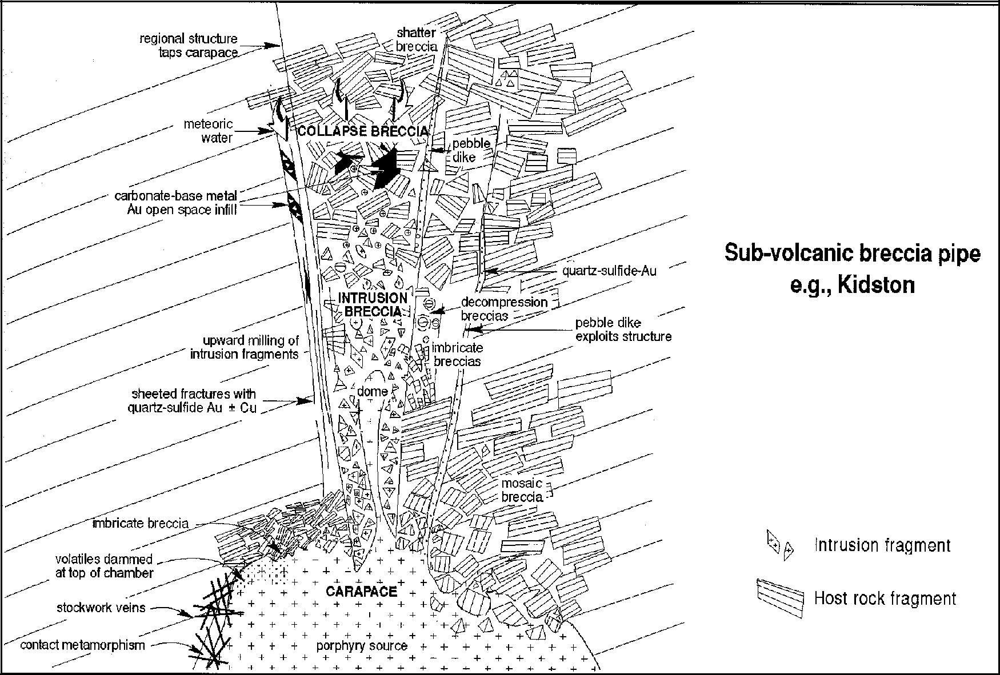 regional structure
taps carapace
shatter
breccia
meteoric
water
COLLAPSE BRECCIA
pebble
dike
carbonate-base metal
Au open space infill
Sub-volcanic breccia pipe
e.g., Kidston
quartz-sulfide-Au
INTRUSION
BRECCIA
decompression
breccias
pebble dike
exploits structure
upward milling of
intrusion fragments
imbricate
breccias
dome
sheeted fractures with
quartz-sulfide Au ± Cu
mosaic
breccia
imbricate breccia
volatiles dammed
at top of chamber
CARAPACE
stockwork veins
contact metamorphism
porphyry source
Intrusion fragment
Host rock fragment